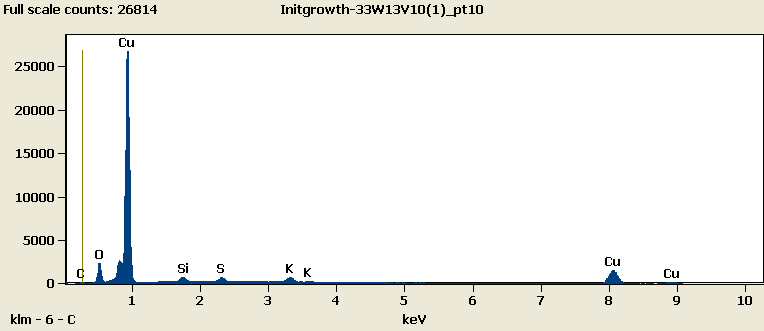 Full scale counts: 26814 Initgrowth-33W13V10(1)_pt10
Cu
25000
20000
15000
10000
5000
O
C Si S K K Cu Cu
0
1 2 3 4 5 6 7 8 9 10
klm - 6 - C keV